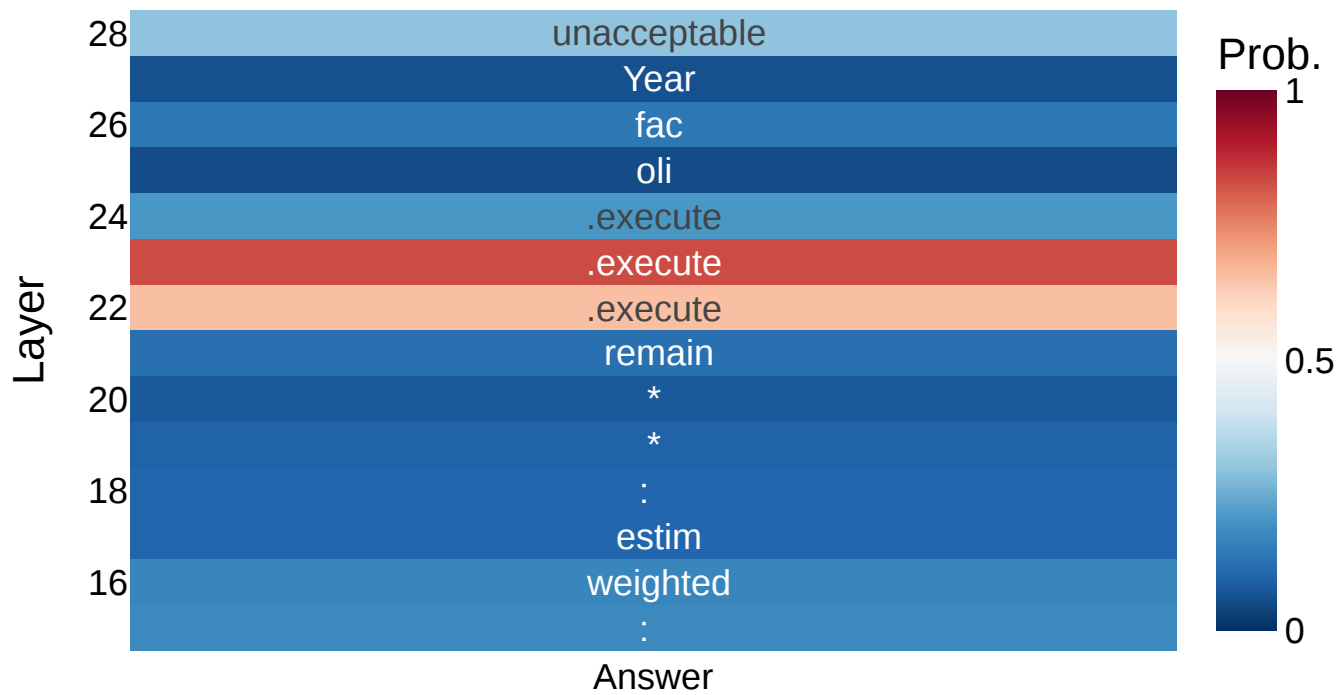 28
unacceptable
Year
26
fac
oli
24
.execute
.execute
22
.execute
remain
20
*
*
18
:
estim
16
weighted
:
Layer
Answer
Prob.
1
0.5
0